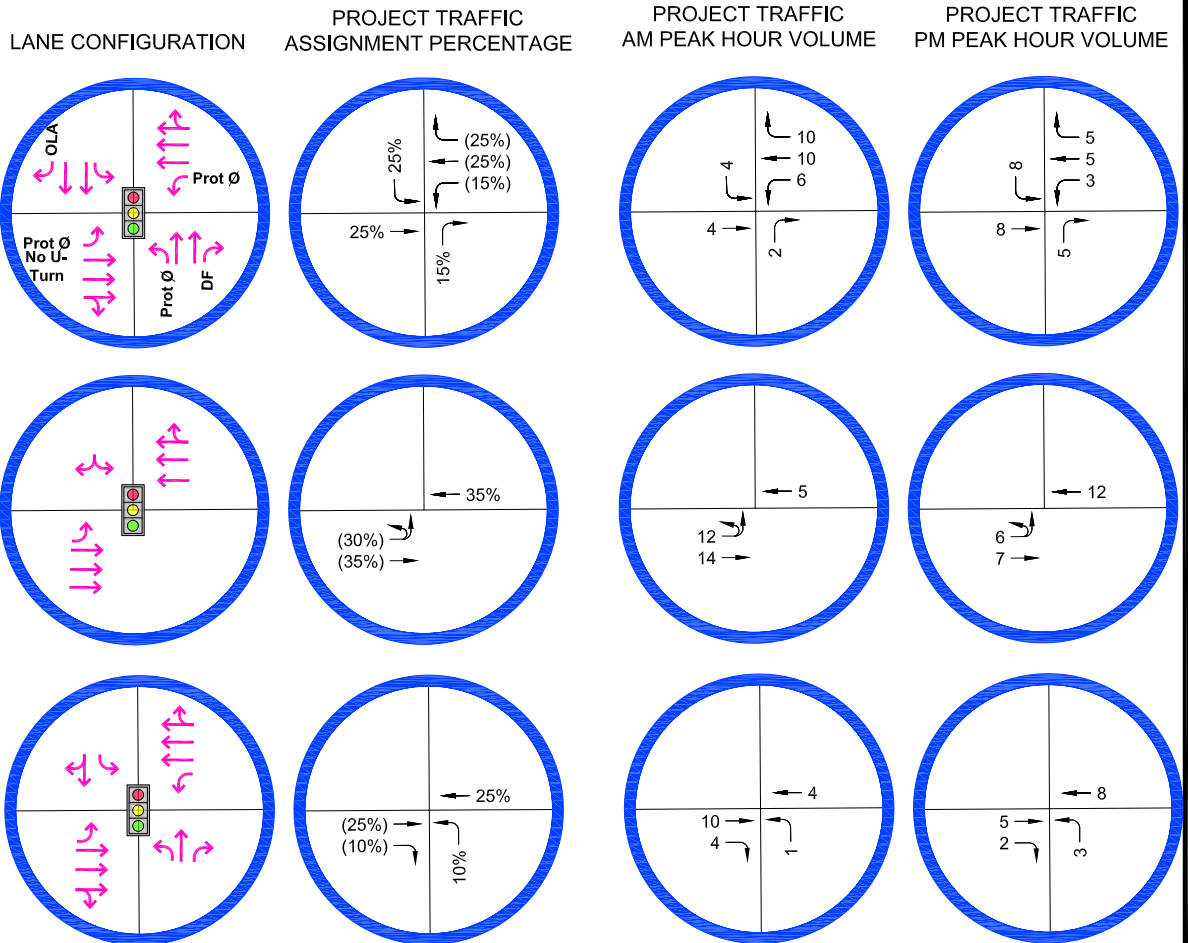 LANE CONFIGURATION
PROJECT TRAFFIC
ASSIGNMENT PERCENTAGE
PROJECT TRAFFIC
AM PEAK HOUR VOLUME
PROJECT TRAFFIC
PM PEAK HOUR VOLUME
OLA
Prot Ø
Prot Ø
No U-
Turn
Prot Ø
DF
25%
(25%)
(25%)
(15%)
25%
15%
4
10
10
6
4
2
8
5
5
3
8
5
35%
(30%)
(35%)
5
12
14
12
6
7
25%
(25%)
(10%)
10%
4
10
4
1
8
5
2
3